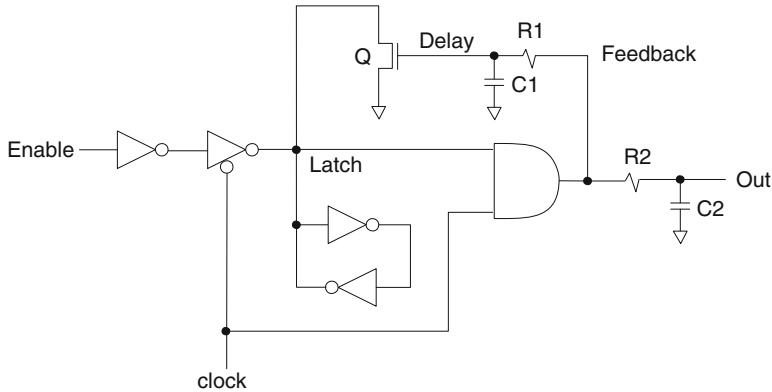 Delay
R1
Q
Feedback
C1
Enable
Latch
R2
Out
C2
clock